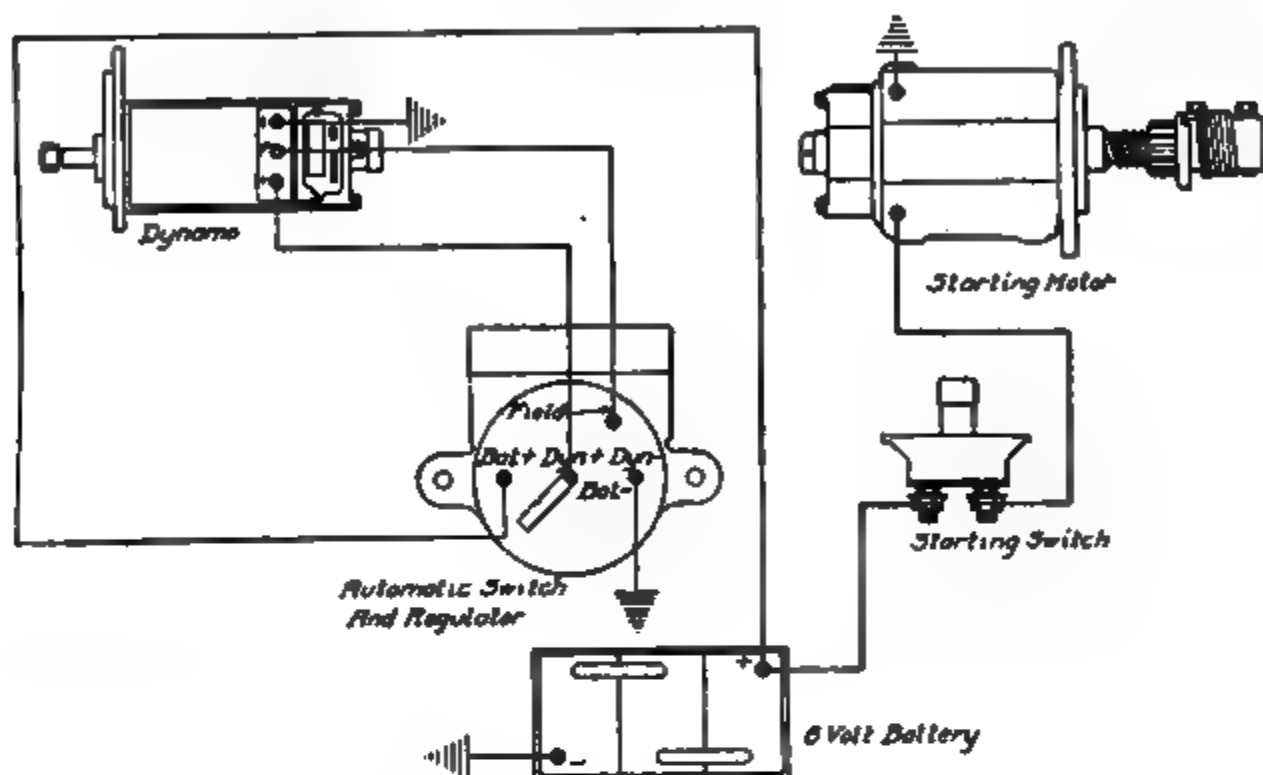 Dynamo
Starting Motor
Field
Bat+ Dyn+ Dyn-
Bat-
Starting Switch
Automatic Switch
And Regulator
+
6 Volt Battery
-